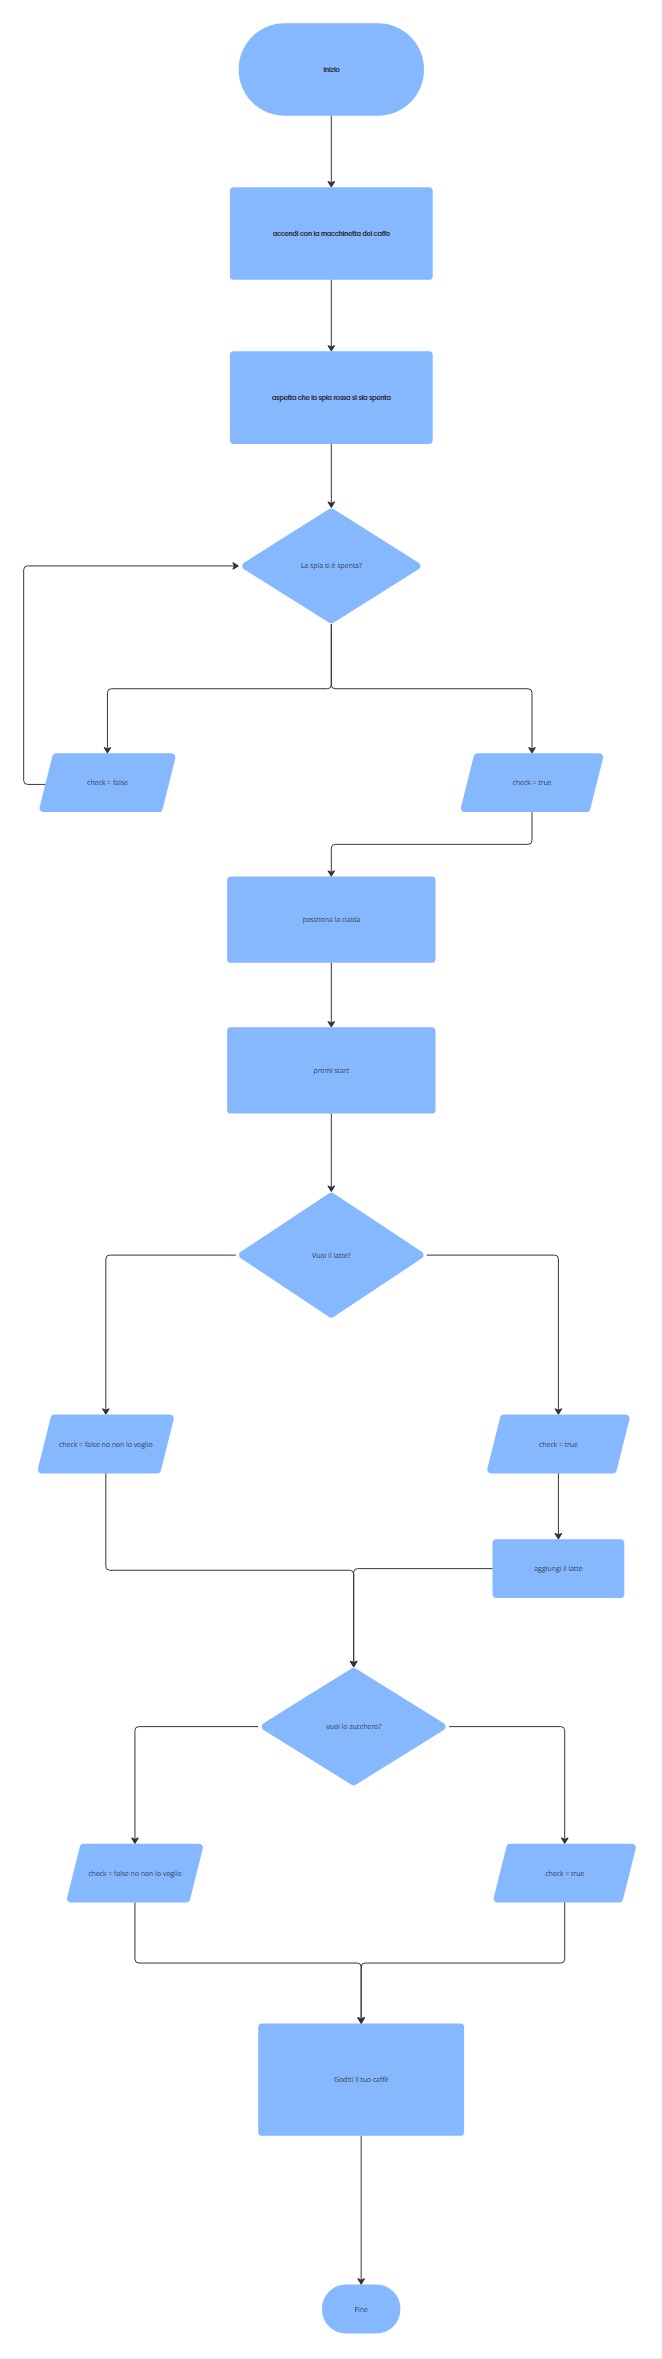 inizio
accendi con la macchinetta del caffe
aspetta che la spia rossa si sia spenta
La spia si è spenta?
check = false
check = true
posiziona la cialda
premi start
Vuoi il latte?
check = false no non lo voglio
check = true
aggiungi il latte
vuoi lo zucchero?
check = false no non lo voglio
check = true
Goditi il tuo caffè
Fine